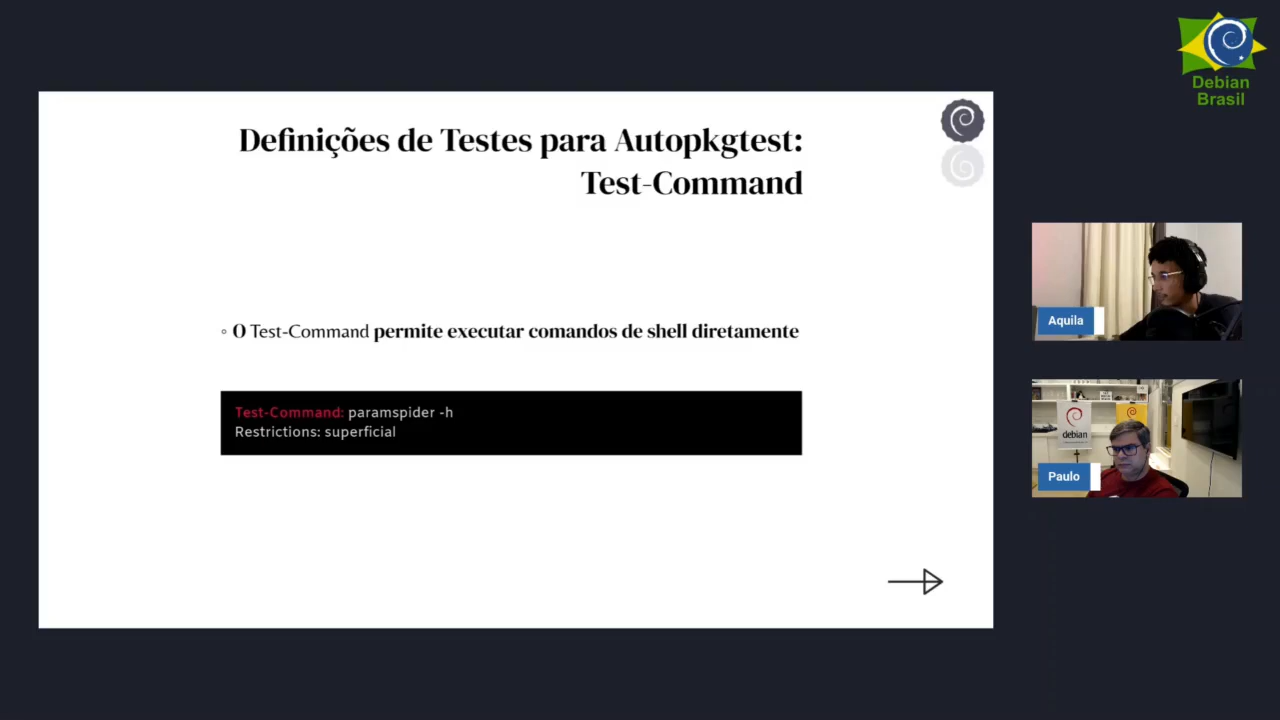 Debian
Brasil
Definições de Testes para Autopkgtest:
Test-Command
◦ O Test-Command permite executar comandos de shell diretamente
Test-Command: paramspider -h
Restrictions: superficial
Aquila
debian
Paulo